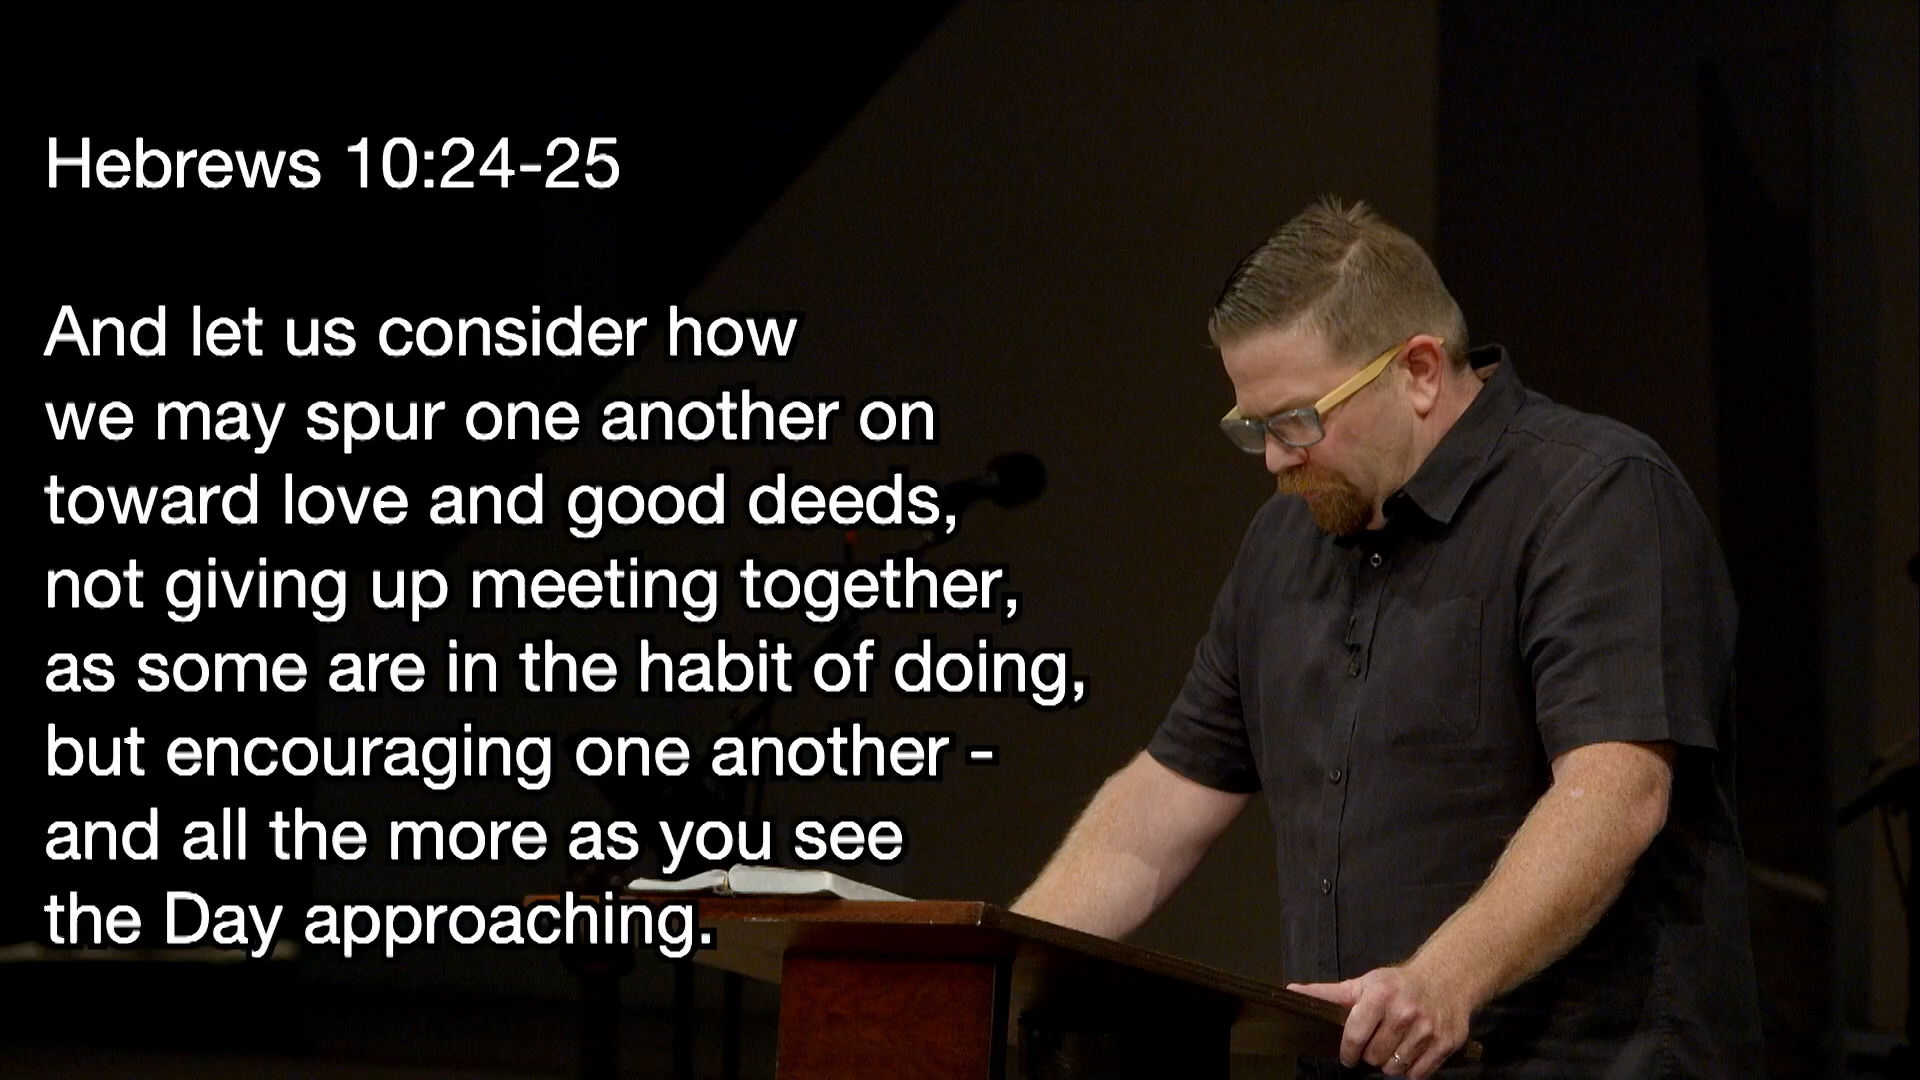 Hebrews 10:24-25
And let us consider how
we may spur one another on
toward love and good deeds,
not giving up meeting together,
as some are in the habit of doing,
but encouraging one another -
and all the more as you see
the Day approaching.